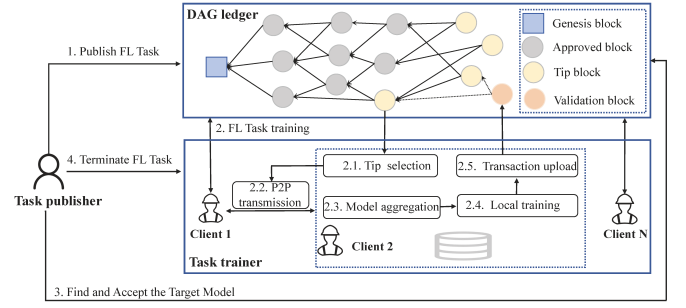 DAG ledger
Genesis block
Approved block
Tip block
Validation block
1. Publish FL Task
2. FL Task training
4. Terminate FL Task
2.1. Tip selection
2.5. Transaction upload
2.2. P2P
transmission
2.3. Model aggregation
2.4. Local training
Task publisher
Client 1
Client 2
Client N
Task trainer
3. Find and Accept the Target Model